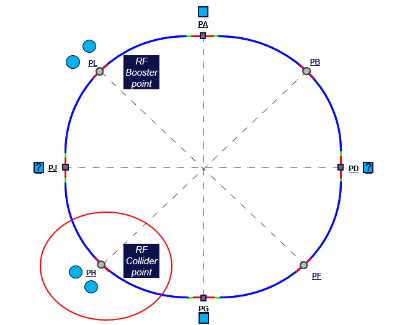 PA
PL
RF
Booster
point
PB
?
PJ
PD
?
PH
RF
Collider
point
PF
PG